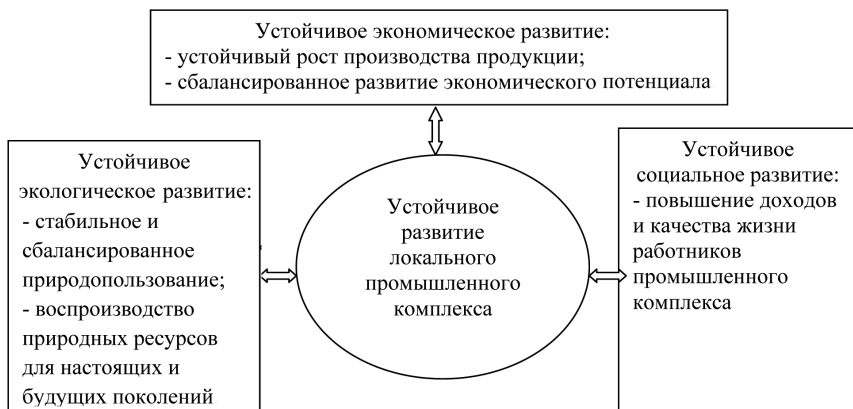 Устойчивое экономическое развитие:
- устойчивый рост производства продукции;
- сбалансированное развитие экономического потенциала
Устойчивое
экологическое развитие:
- стабильное и
сбалансированное
природопользование;
- воспроизводство
природных ресурсов
для настоящих и
будущих поколений
Устойчивое
развитие
локального
промышленного
комплекса
Устойчивое
социальное развитие:
- повышение доходов
и качества жизни
работников
промышленного
комплекса